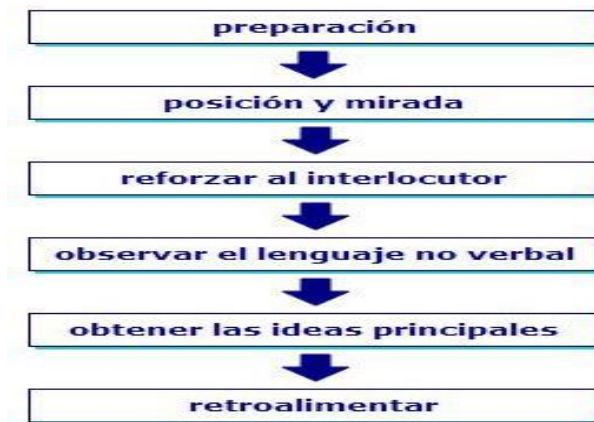 preparación
posición y mirada
reforzar al interlocutor
observar el lenguaje no verbal
obtener las ideas principales
retroalimentar